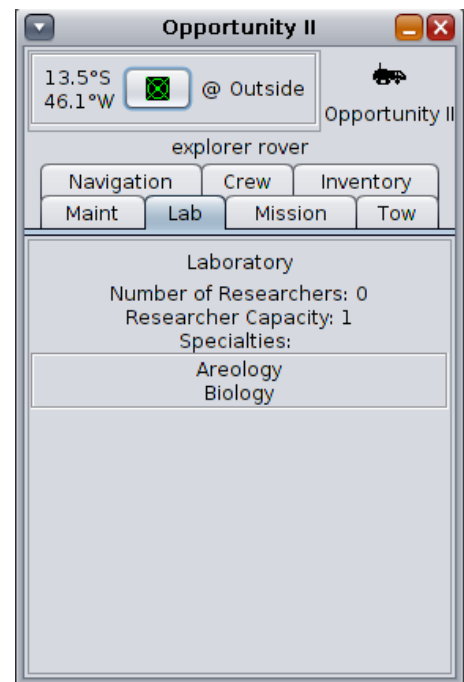 Opportunity II
13.5°S
46.1°W
@ Outside
Opportunity II
explorer rover
Navigation Crew Inventory
Maint Lab Mission Tow
Laboratory
Number of Researchers: 0
Researcher Capacity: 1
Specialties:
Areology
Biology